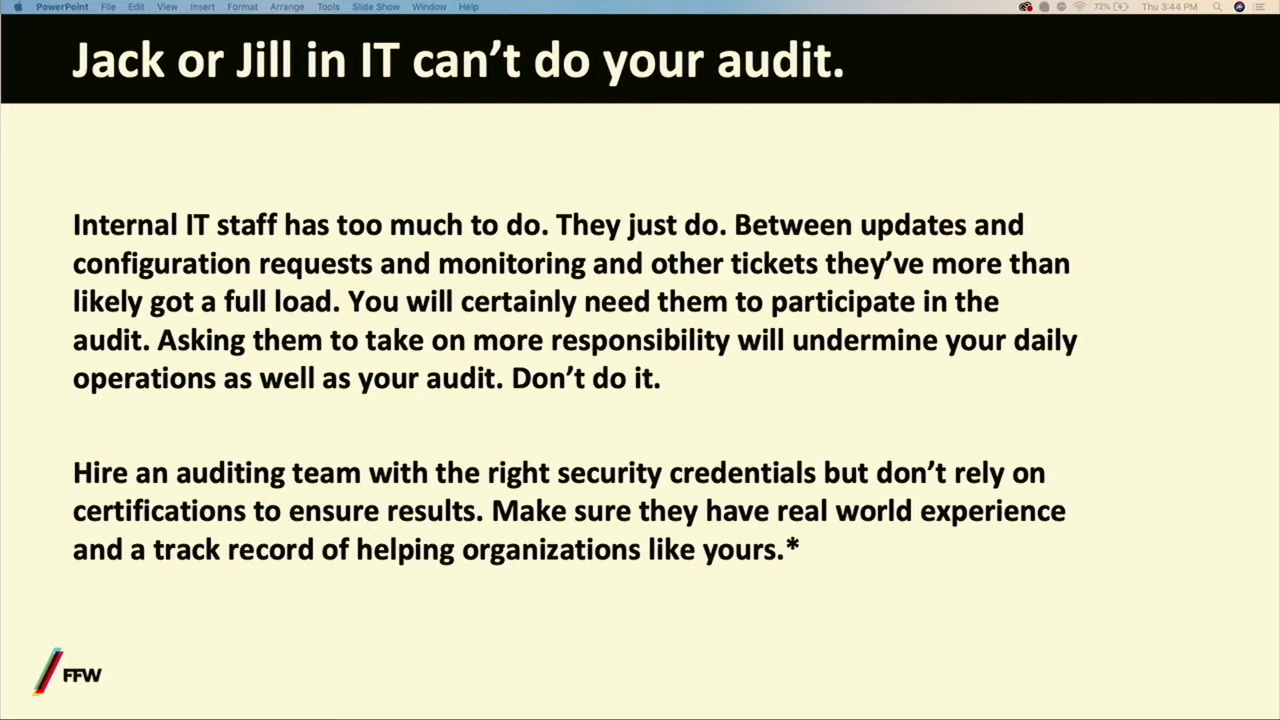 PowerPoint File Edit View Insert Format Arrange Tools Slide Show Window Help 72% Thu 3:44 PM
Jack or Jill in IT can’t do your audit.
Internal IT staff has too much to do. They just do. Between updates and
configuration requests and monitoring and other tickets they’ve more than
likely got a full load. You will certainly need them to participate in the
audit. Asking them to take on more responsibility will undermine your daily
operations as well as your audit. Don’t do it.
Hire an auditing team with the right security credentials but don’t rely on
certifications to ensure results. Make sure they have real world experience
and a track record of helping organizations like yours.*
FFW